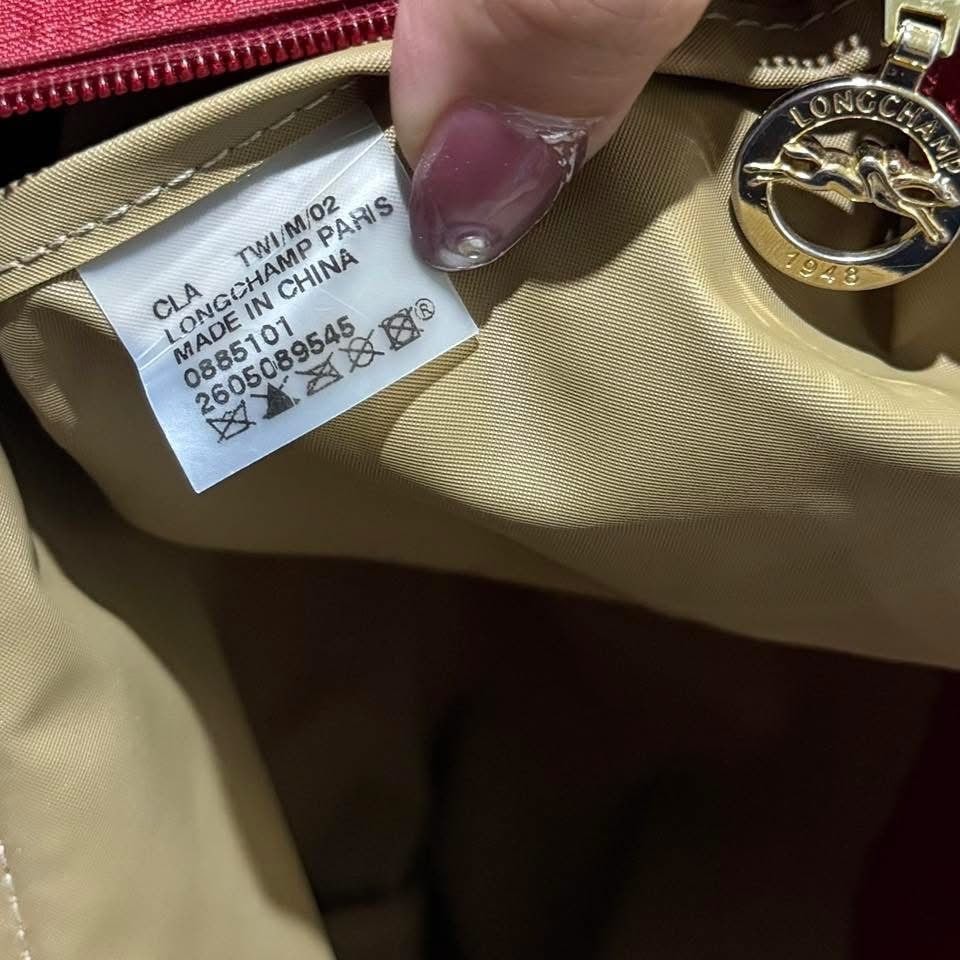 TWI/M/02
CLA
LONGCHAMP PARIS
MADE IN CHINA
0885101
2605089545
®
LONGCHAMP
1948